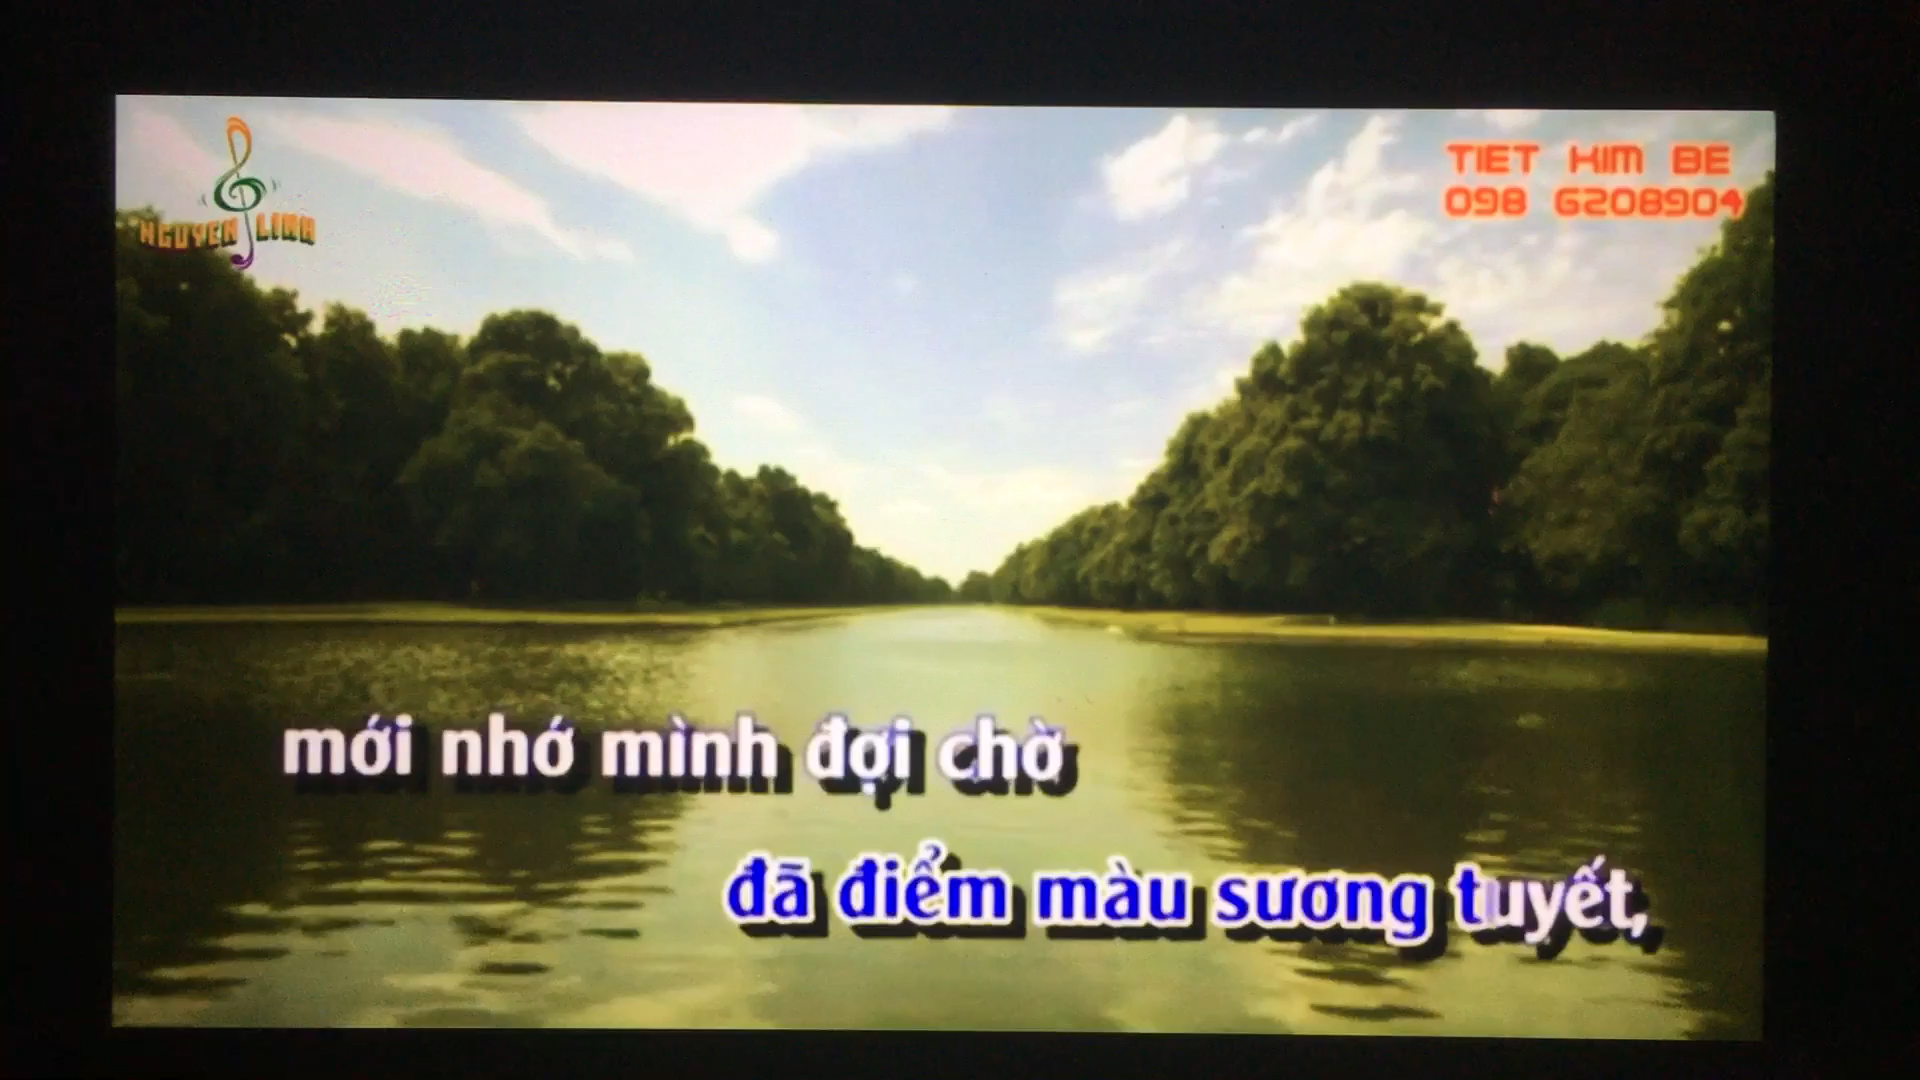 NGUYEN LINH
TIET KIM BE
098 6208904
mới nhớ mình đợi chờ
đã điểm màu sương tuyết,